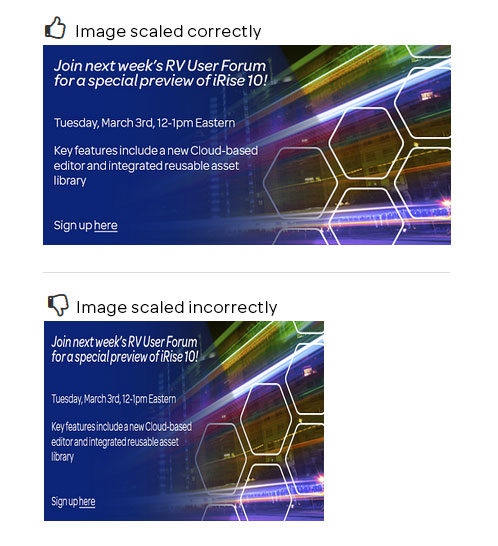 Image scaled correctly
Join next week's RV User Forum
for a special preview of iRise 10!
Tuesday, March 3rd, 12-1pm Eastern
Key features include a new Cloud-based
editor and integrated reusable asset
library
Sign up here
Image scaled incorrectly
Join next week's RV User Forum
for a special preview of iRise 10!
Tuesday, March 3rd, 12-1pm Eastern
Key features include a new Cloud-based
editor and integrated reusable asset
library
Sign up here